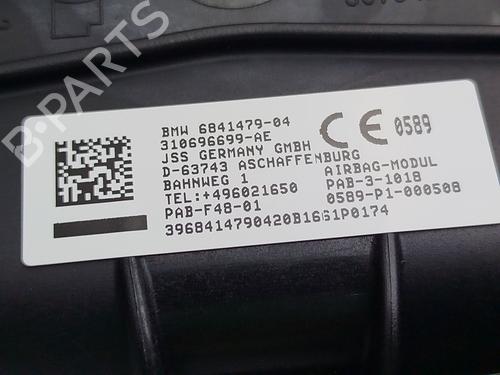 B-PARTS
BMW 6841479-04
310696699-AE
JSS GERMANY GMBH
D-63743 ASCHAFFENBURG
BAHNWEG 1
TEL:+496021650
PAB-F48-01
3968414790420B1661P0174
CE 0589
AIRBAG-MODUL
PAB-3-1018
0589-P1-000508